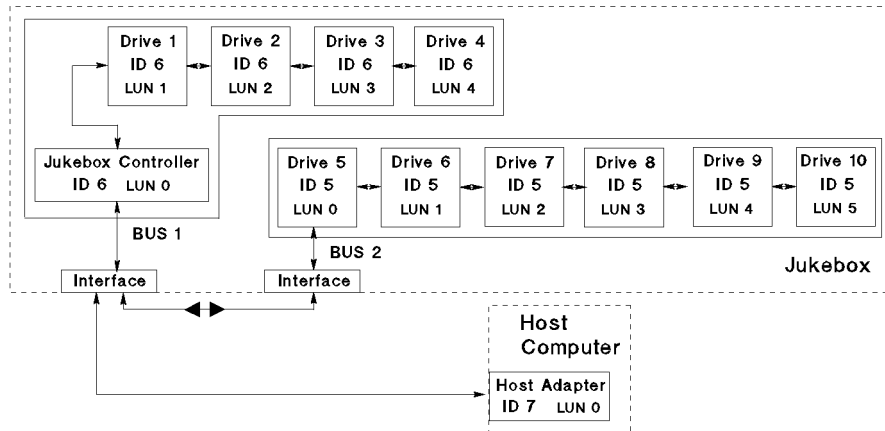 Drive 1
ID 6
LUN 1
Drive 2
ID 6
LUN 2
Drive 3
ID 6
LUN 3
Drive 4
ID 6
LUN 4
Jukebox Controller
ID 6 LUN 0
Drive 5
ID 5
LUN 0
Drive 6
ID 5
LUN 1
Drive 7
ID 5
LUN 2
Drive 8
ID 5
LUN 3
Drive 9
ID 5
LUN 4
Drive 10
ID 5
LUN 5
BUS 1
BUS 2
Jukebox
Interface
Interface
Host
Computer
Host Adapter
ID 7 LUN 0